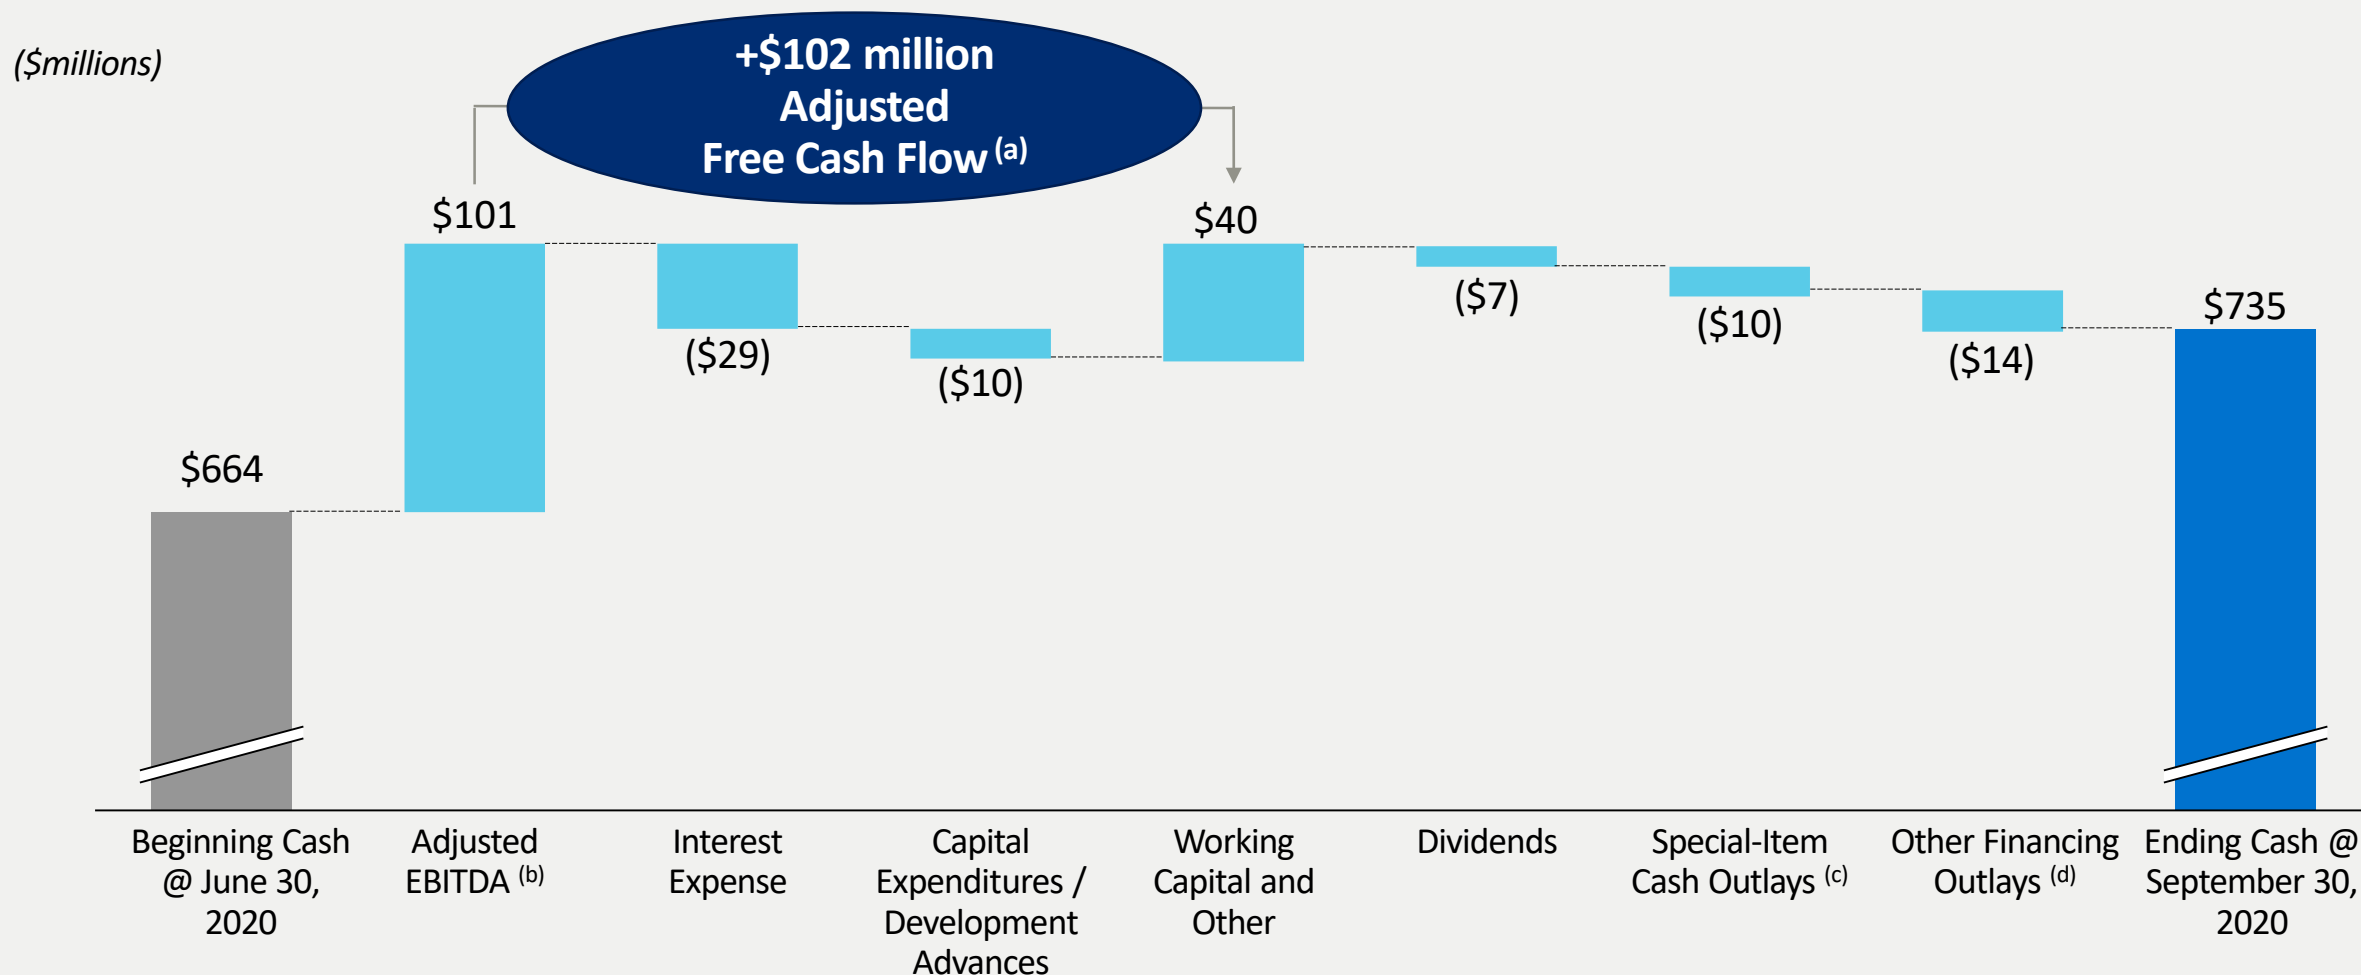 ($millions)
+$102 million
Adjusted
Free Cash Flow (a)
$664
$101
($29)
($10)
$40
($7)
($10)
($14)
$735
Beginning Cash
@ June 30,
2020
Adjusted
EBITDA (b)
Interest
Expense
Capital
Expenditures /
Development
Advances
Working
Capital and
Other
Dividends
Special-Item
Cash Outlays (c)
Other Financing
Outlays (d)
Ending Cash @
September 30,
2020